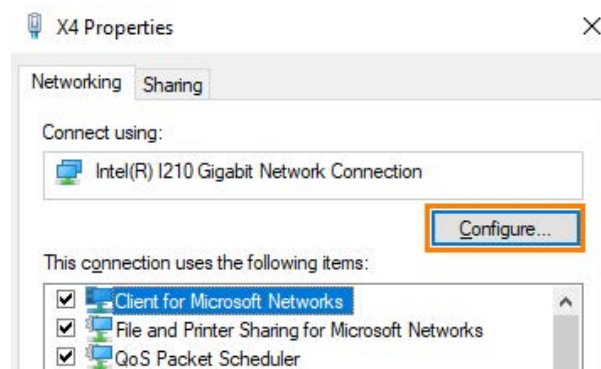 X4 Properties
Networking
Sharing
Connect using:
Intel(R) I210 Gigabit Network Connection
Configure...
This connection uses the following items:
Client for Microsoft Networks
File and Printer Sharing for Microsoft Networks
QoS Packet Scheduler